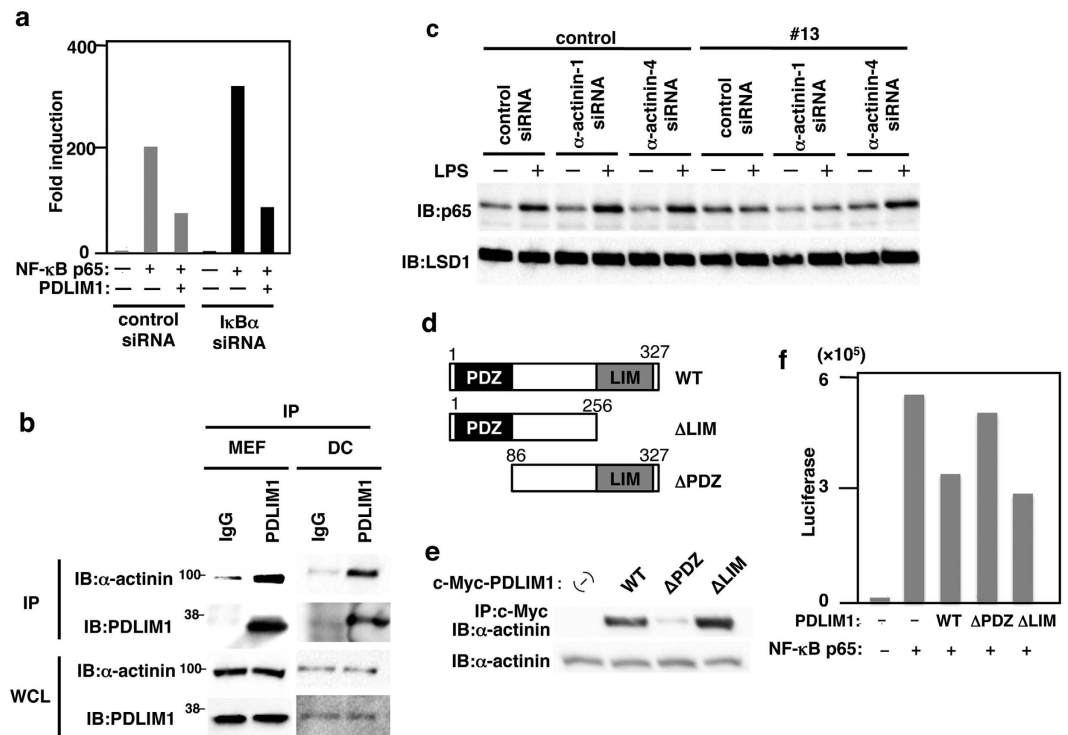 a
400
200
0
Fold induction
NF-κB p65: — + + — + +
PDLIM1: — — + — — +
control siRNA
IκBα siRNA
b
IP
MEF DC
IgG PDLIM1 IgG PDLIM1
IP
IB:α-actinin 100-
IB:PDLIM1 38-
WCL
IB:α-actinin 100-
IB:PDLIM1 38-
c
control #13
control siRNA α-actinin-1 siRNA α-actinin-4 siRNA control siRNA α-actinin-1 siRNA α-actinin-4 siRNA
LPS — + — + — + — + — + — +
IB:p65
IB:LSD1
d
1 327
PDZ LIM WT
1 256
PDZ ΔLIM
86 327
LIM ΔPDZ
e
c-Myc-PDLIM1: (-) WT ΔPDZ ΔLIM
IP:c-Myc
IB:α-actinin
IB:α-actinin
f
(×10⁵)
6
3
0
Luciferase
PDLIM1: – – WT ΔPDZ ΔLIM
NF-κB p65: – + + + +